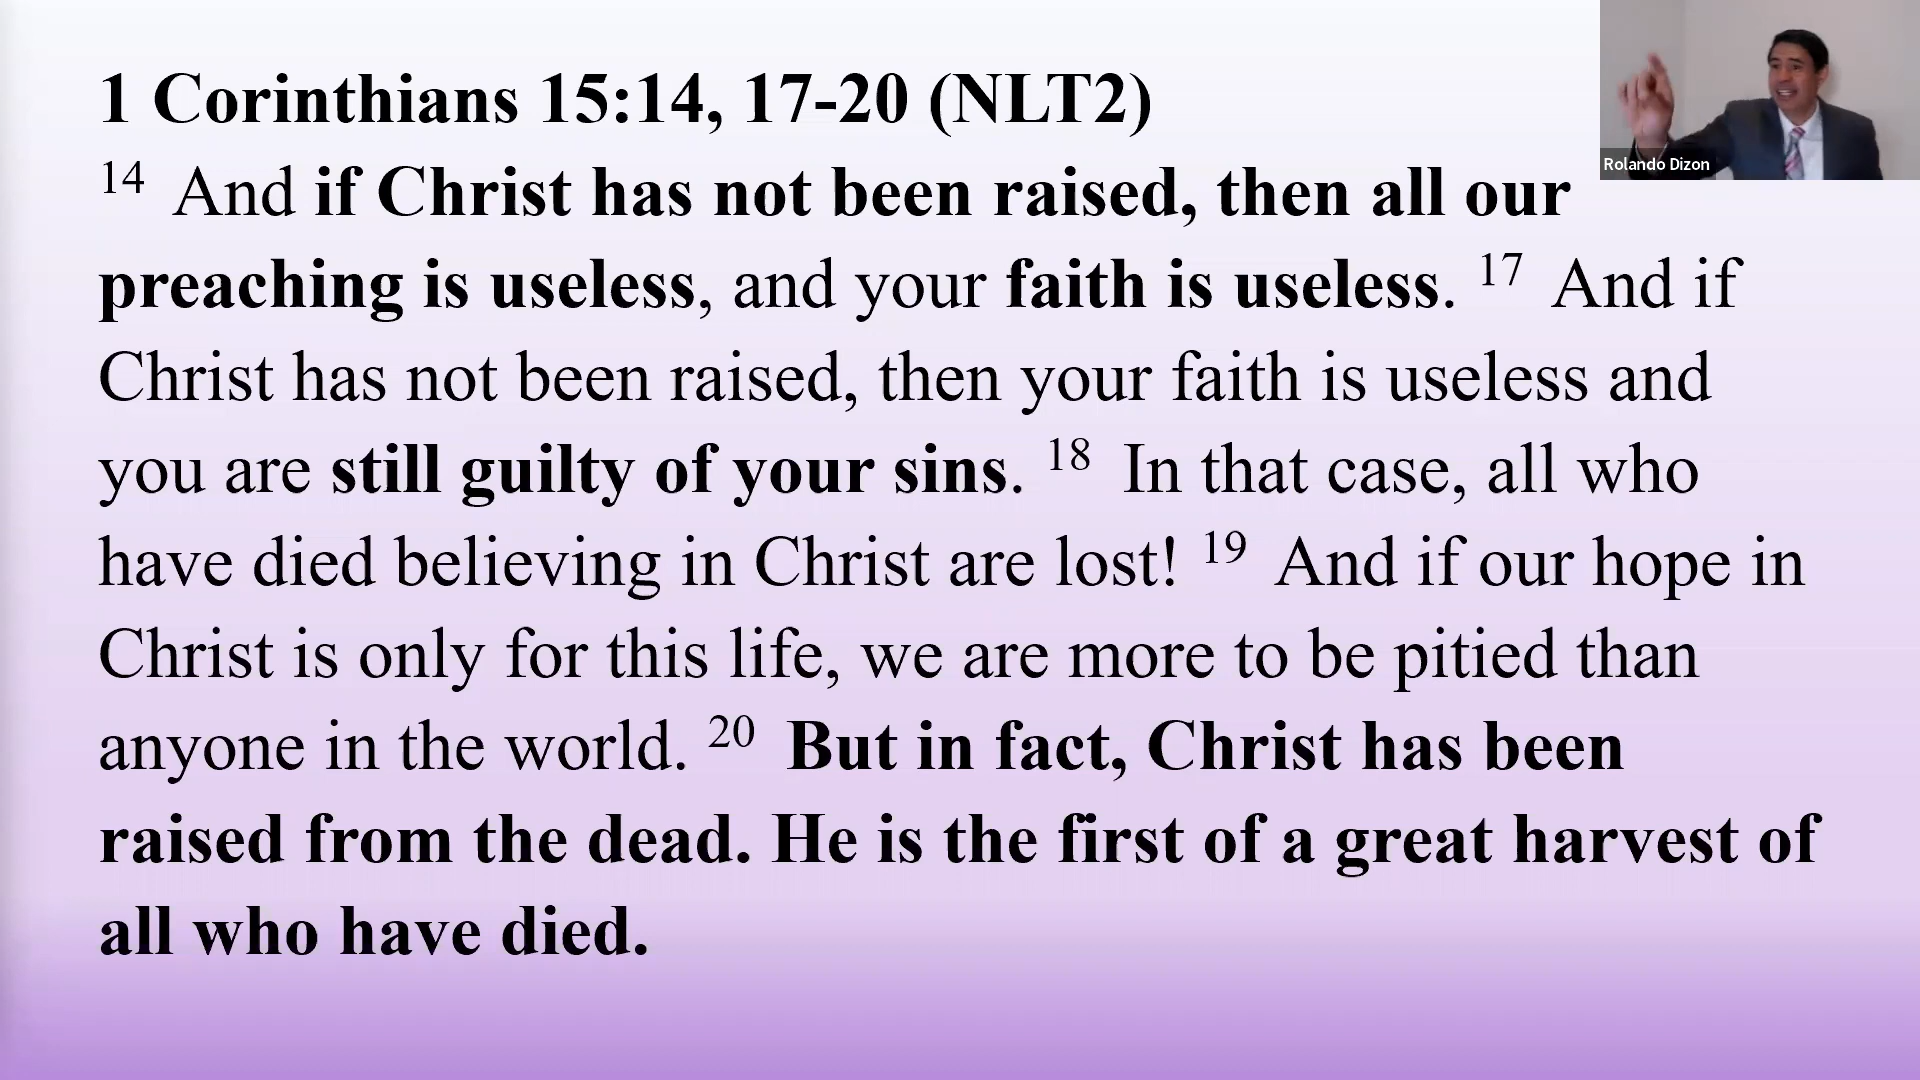 1 Corinthians 15:14, 17-20 (NLT2)
14 And if Christ has not been raised, then all our
preaching is useless, and your faith is useless. 17 And if
Christ has not been raised, then your faith is useless and
you are still guilty of your sins. 18 In that case, all who
have died believing in Christ are lost! 19 And if our hope in
Christ is only for this life, we are more to be pitied than
anyone in the world. 20 But in fact, Christ has been
raised from the dead. He is the first of a great harvest of
all who have died.
Rolando Dizon